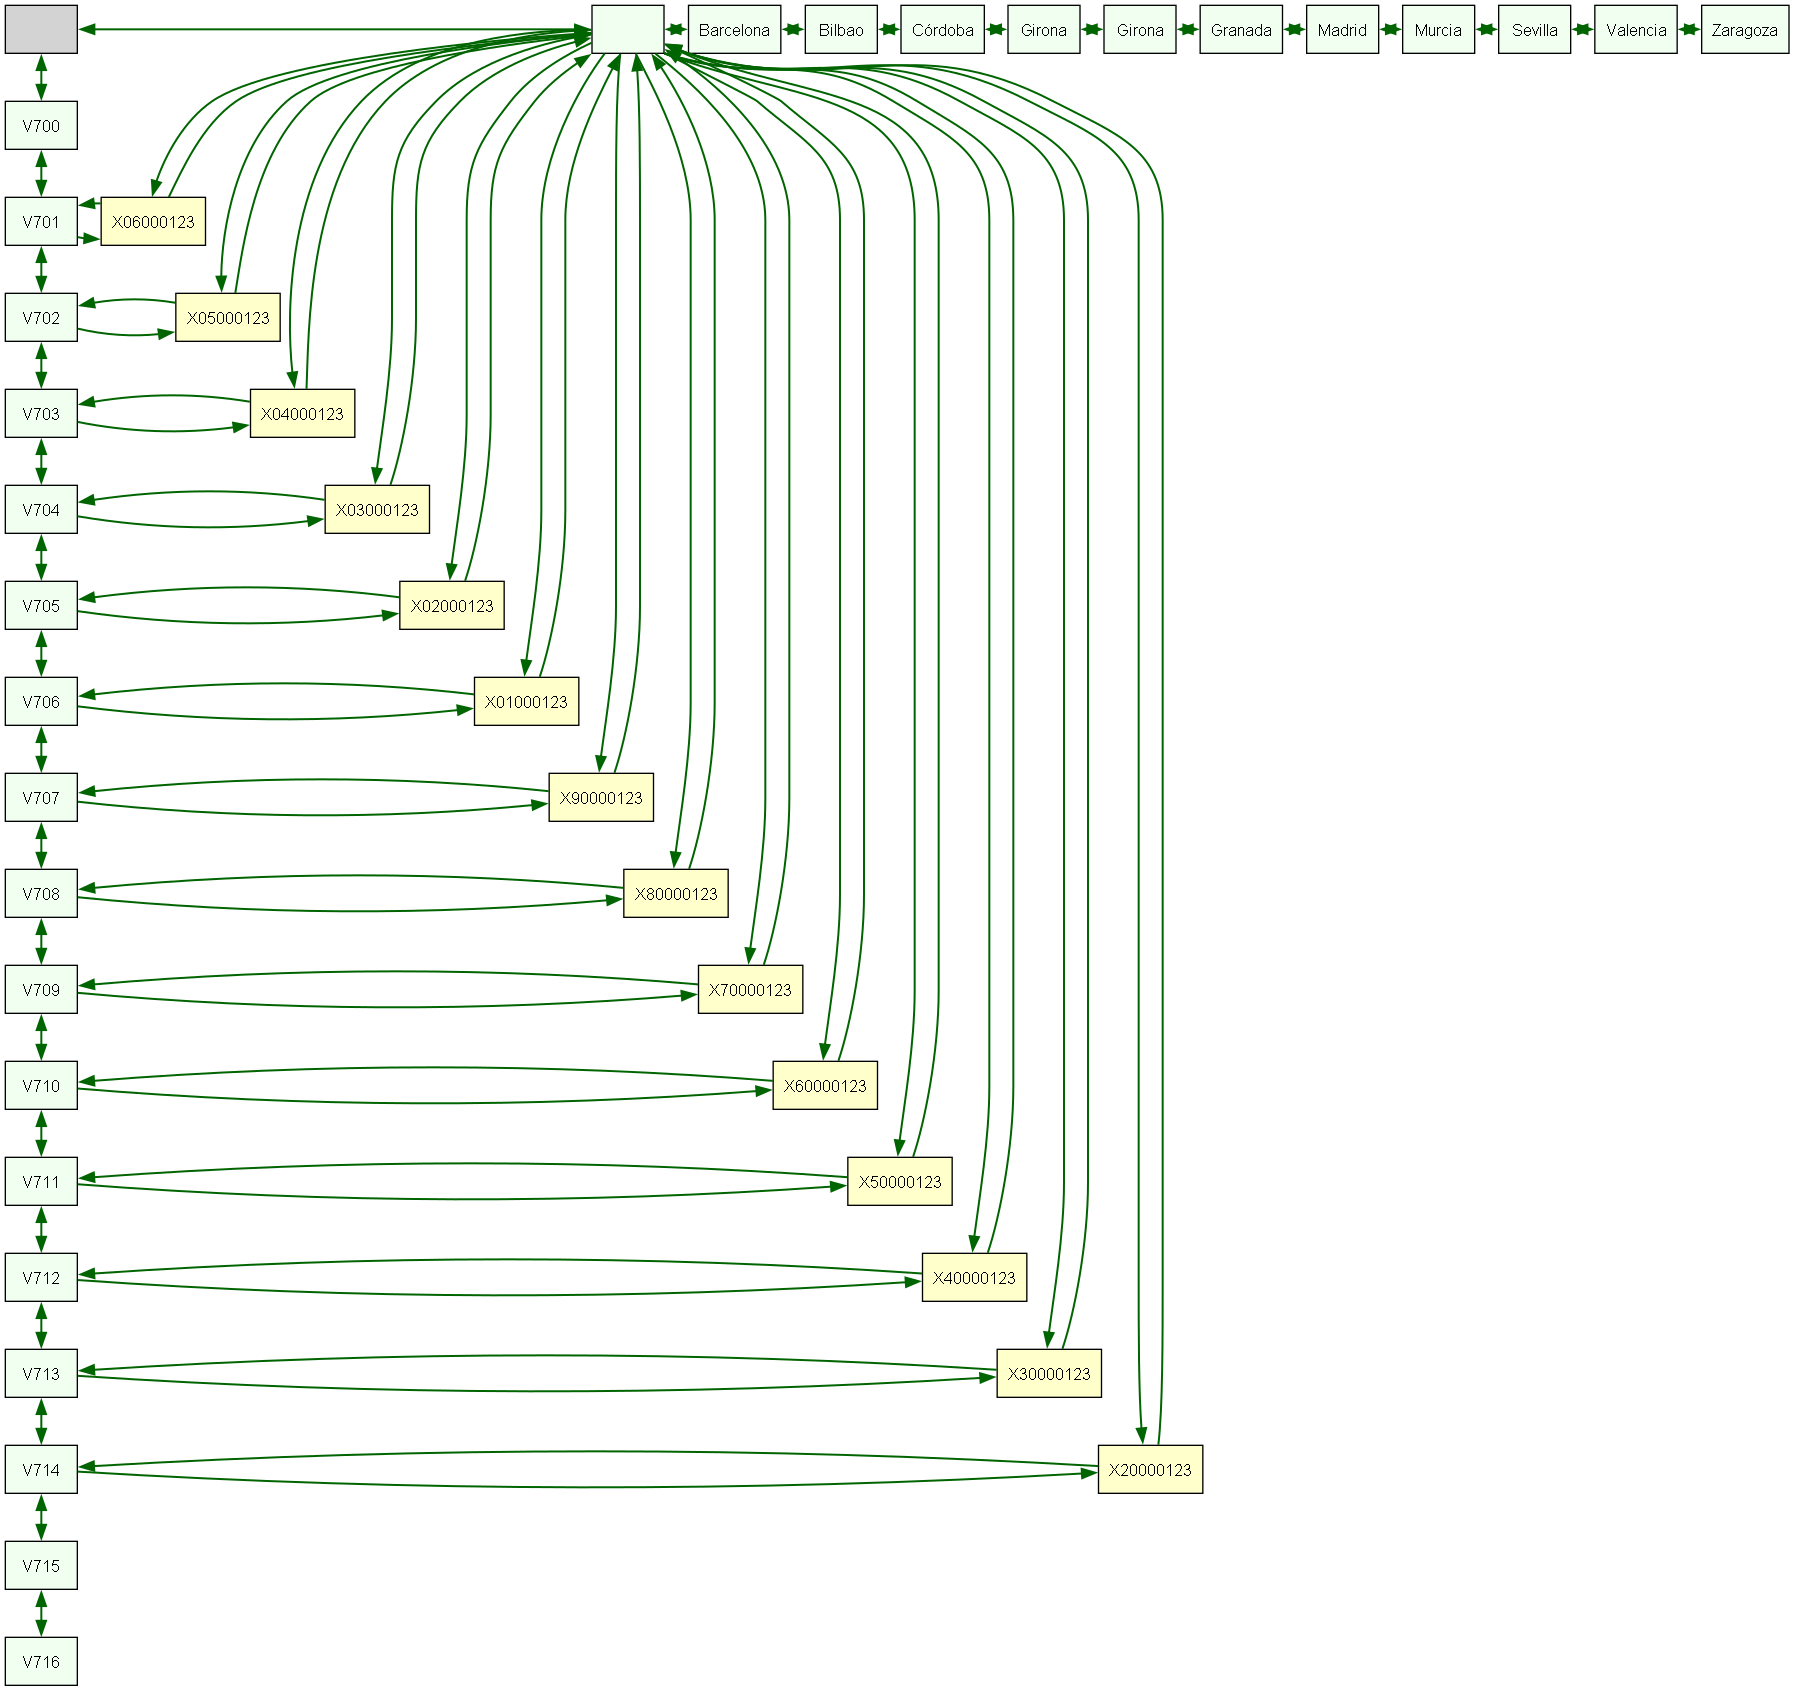 Barcelona Bilbao Córdoba Girona Girona Granada Madrid Murcia Sevilla Valencia Zaragoza
V700
V701 X06000123
V702 X05000123
V703 X04000123
V704 X03000123
V705 X02000123
V706 X01000123
V707 X90000123
V708 X80000123
V709 X70000123
V710 X60000123
V711 X50000123
V712 X40000123
V713 X30000123
V714 X20000123
V715
V716